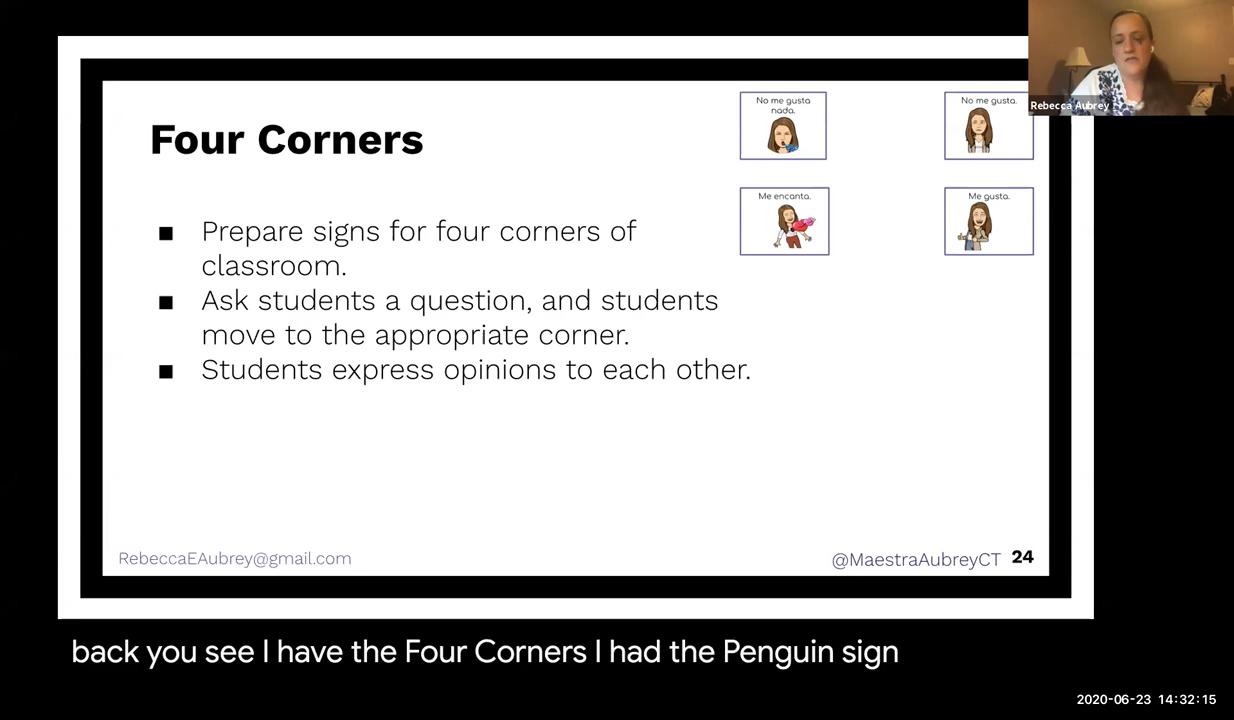 Rebecca Aubrey
Four Corners
No me gusta
nada.
No me gusta.
Me encanta.
Me gusta.
■ Prepare signs for four corners of
classroom.
■ Ask students a question, and students
move to the appropriate corner.
■ Students express opinions to each other.
RebeccaEAubrey@gmail.com
@MaestraAubreyCT 24
back you see I have the Four Corners I had the Penguin sign
2020-06-23 14:32:15